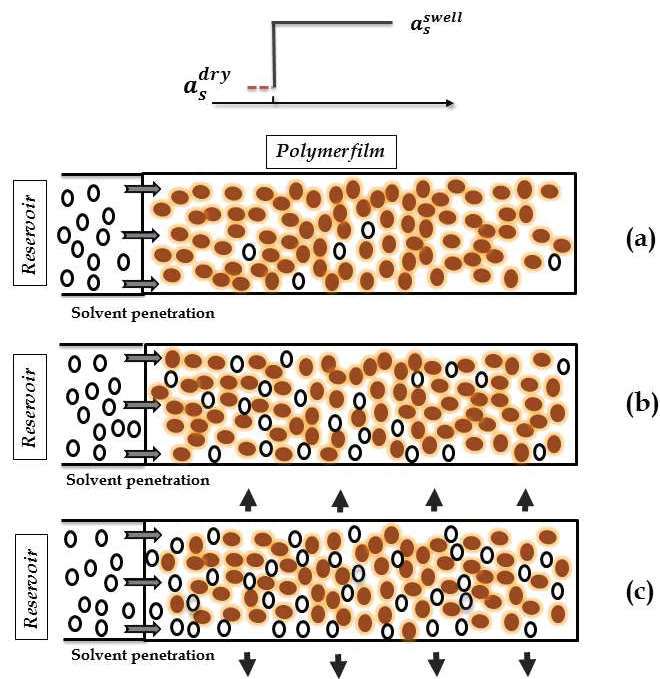 a_s^swell
a_s^dry
Polymerfilm
Reservoir
(a)
Solvent penetration
Reservoir
(b)
Solvent penetration
Reservoir
(c)
Solvent penetration